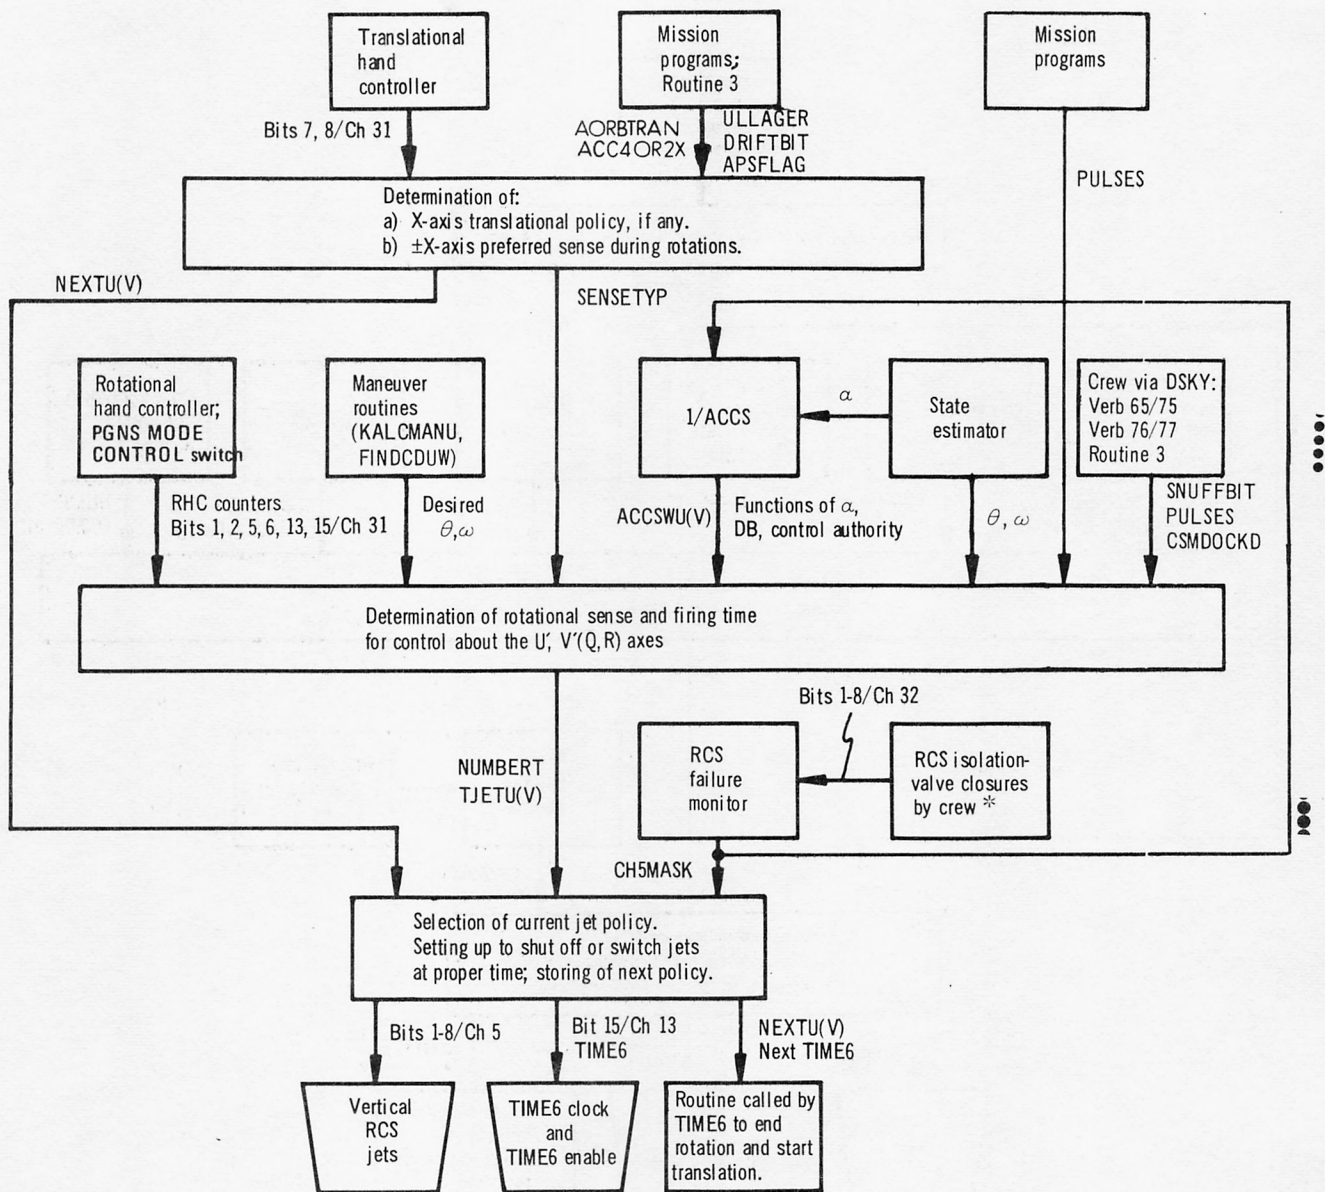 Translational
hand
controller
Mission
programs;
Routine 3
Mission
programs
Bits 7, 8/Ch 31
AORBTRAN
ACC4OR2X
ULLAGER
DRIFTBIT
APSFLAG
PULSES
Determination of:
a) X-axis translational policy, if any.
b) ±X-axis preferred sense during rotations.
NEXTU(V)
SENSETYP
Rotational
hand controller;
PGNS MODE
CONTROL switch
Maneuver
routines
(KALCMANU,
FINDCDUW)
1/ACCS
α
State
estimator
Crew via DSKY:
Verb 65/75
Verb 76/77
Routine 3
RHC counters
Bits 1, 2, 5, 6, 13, 15/Ch 31
Desired
θ,ω
ACCSWU(V)
Functions of α,
DB, control authority
θ, ω
SNUFFBIT
PULSES
CSMDOCKD
Determination of rotational sense and firing time
for control about the U', V'(Q,R) axes
Bits 1-8/Ch 32
NUMBERT
TJETU(V)
RCS
failure
monitor
RCS isolation-
valve closures
by crew *
CH5MASK
Selection of current jet policy.
Setting up to shut off or switch jets
at proper time; storing of next policy.
Bits 1-8/Ch 5
Bit 15/Ch 13
TIME6
NEXTU(V)
Next TIME6
Vertical
RCS
jets
TIME6 clock
and
TIME6 enable
Routine called by
TIME6 to end
rotation and start
translation.